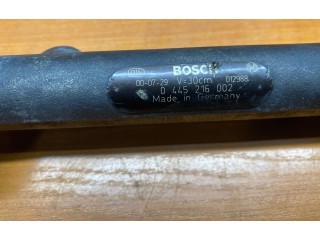 BOSCH
00-07-29 V=30cm³ 012988
0 445 216 002
Made in Germany